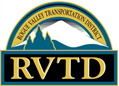 ROGUE VALLEY TRANSPORTATION DISTRICT
RVTD